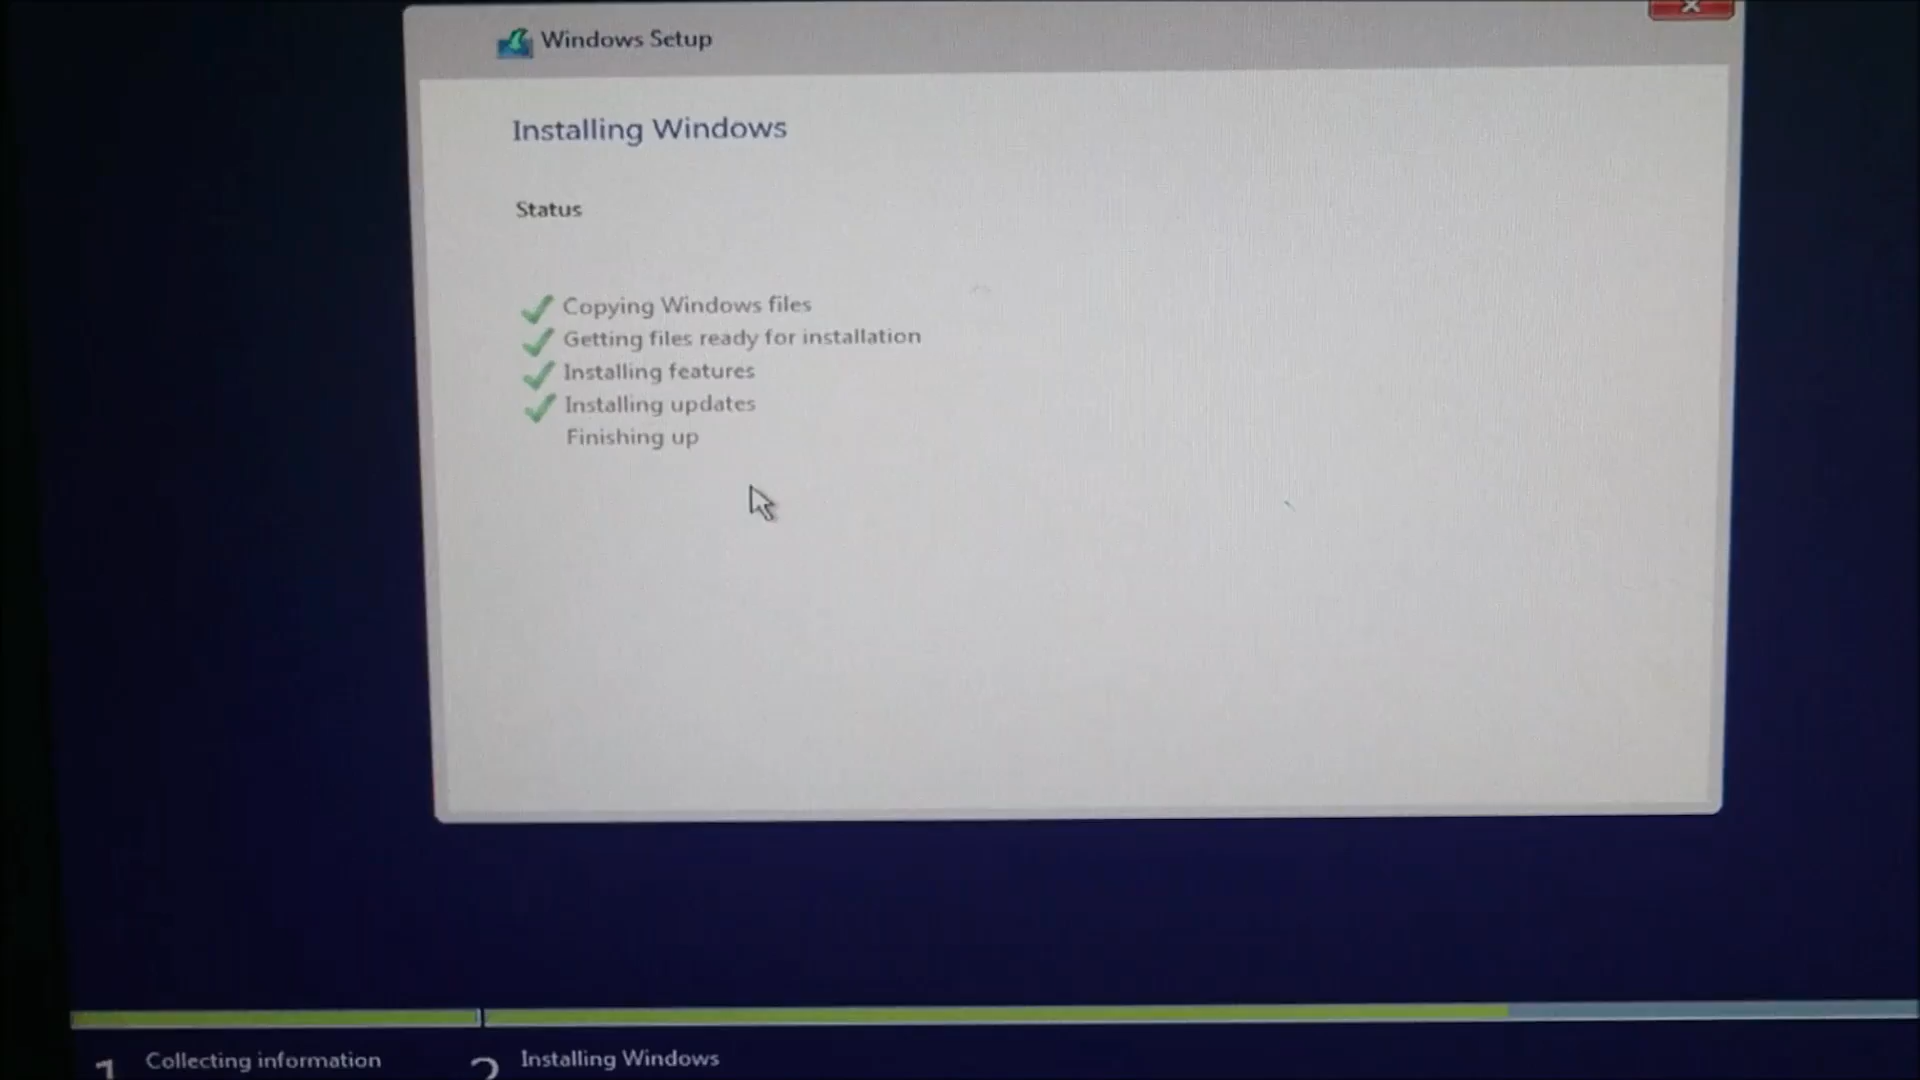 Windows Setup
Installing Windows
Status
Copying Windows files
Getting files ready for installation
Installing features
Installing updates
Finishing up
1 Collecting information
2 Installing Windows